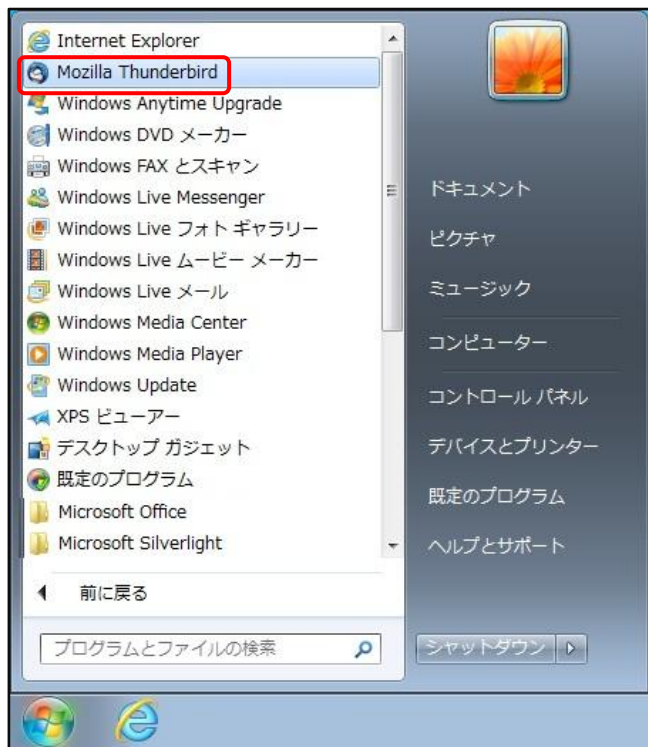 Internet Explorer
Mozilla Thunderbird
Windows Anytime Upgrade
Windows DVD メーカー
Windows FAX とスキャン
Windows Live Messenger
Windows Live フォト ギャラリー
Windows Live ムービー メーカー
Windows Live メール
Windows Media Center
Windows Media Player
Windows Update
XPS ビューアー
デスクトップ ガジェット
既定のプログラム
Microsoft Office
Microsoft Silverlight
前に戻る
プログラムとファイルの検索
ドキュメント
ピクチャ
ミュージック
コンピューター
コントロール パネル
デバイスとプリンター
既定のプログラム
ヘルプとサポート
シャットダウン